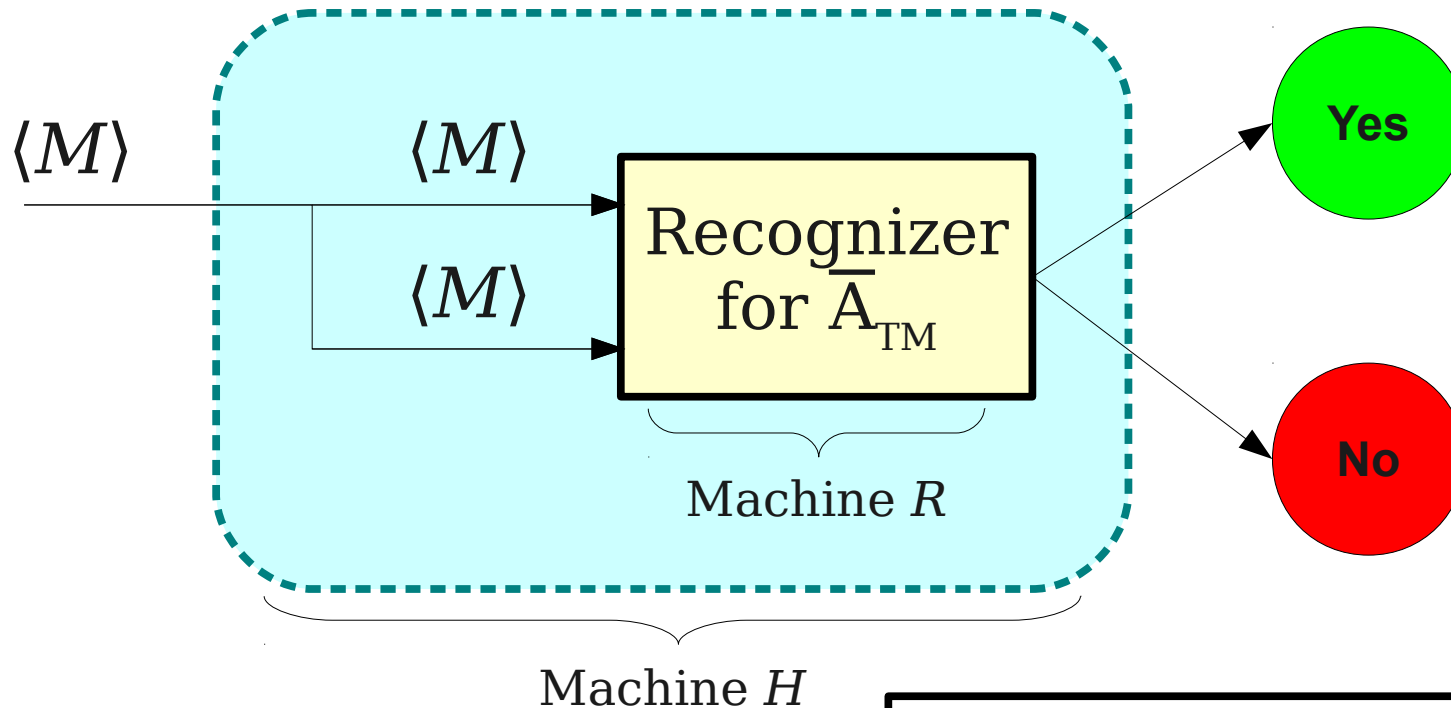 ⟨M⟩
⟨M⟩
⟨M⟩
Recognizer
for A̅TM
Machine R
Machine H
Yes
No